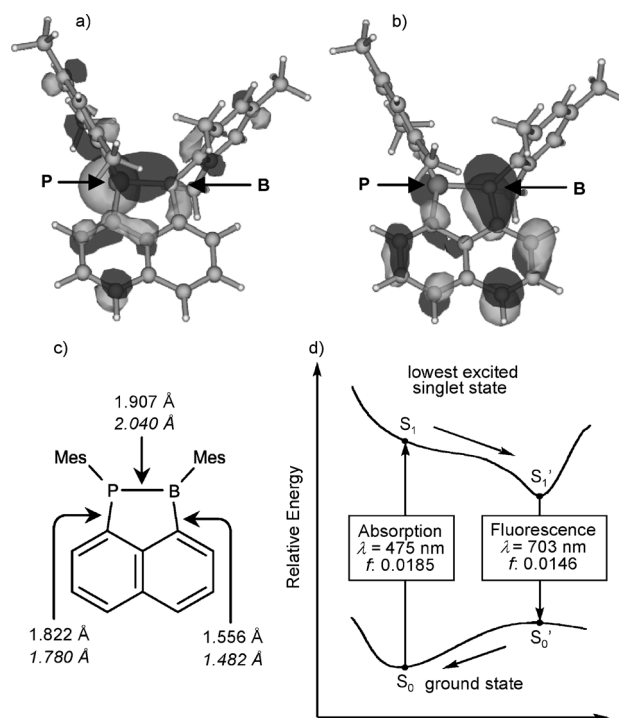 a)
b)
P
B
P
B
c)
1.907 Å
2.040 Å
Mes
Mes
P
B
1.822 Å
1.780 Å
1.556 Å
1.482 Å
d)
lowest excited
singlet state
S₁
S₁'
Relative Energy
Absorption
λ = 475 nm
f: 0.0185
Fluorescence
λ = 703 nm
f: 0.0146
S₀'
S₀
ground state